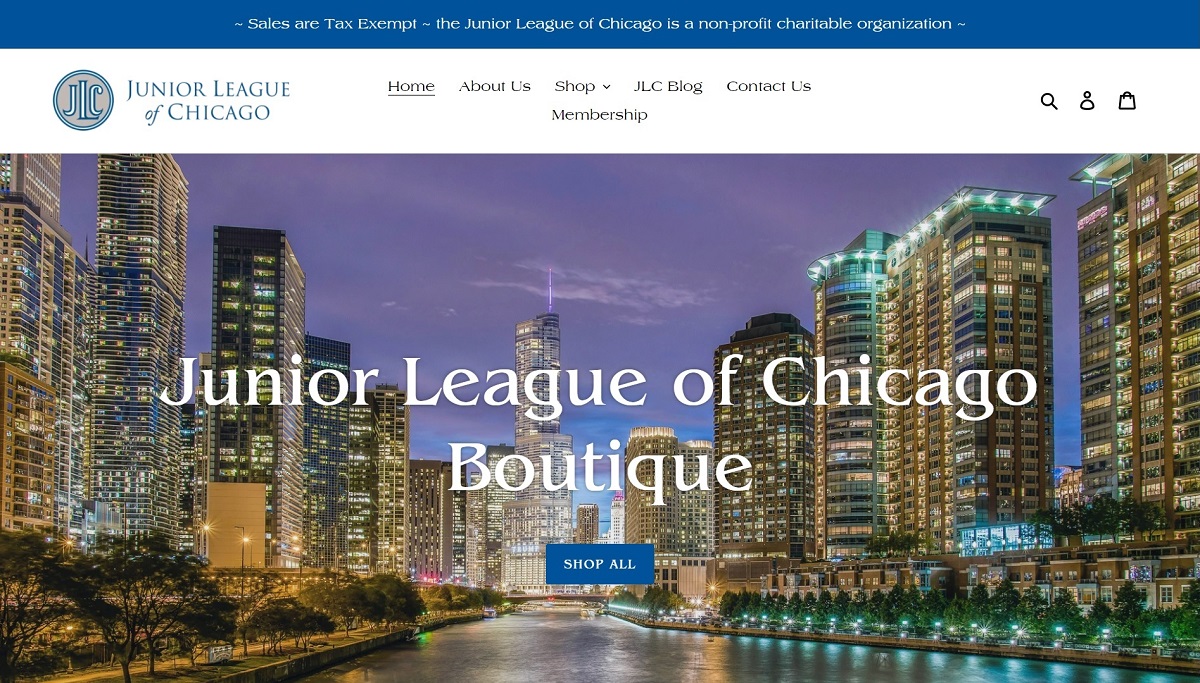 ~ Sales are Tax Exempt ~ the Junior League of Chicago is a non-profit charitable organization ~
JLC
JUNIOR LEAGUE
of CHICAGO
Home About Us Shop JLC Blog Contact Us
Membership
Junior League of Chicago
Boutique
SHOP ALL